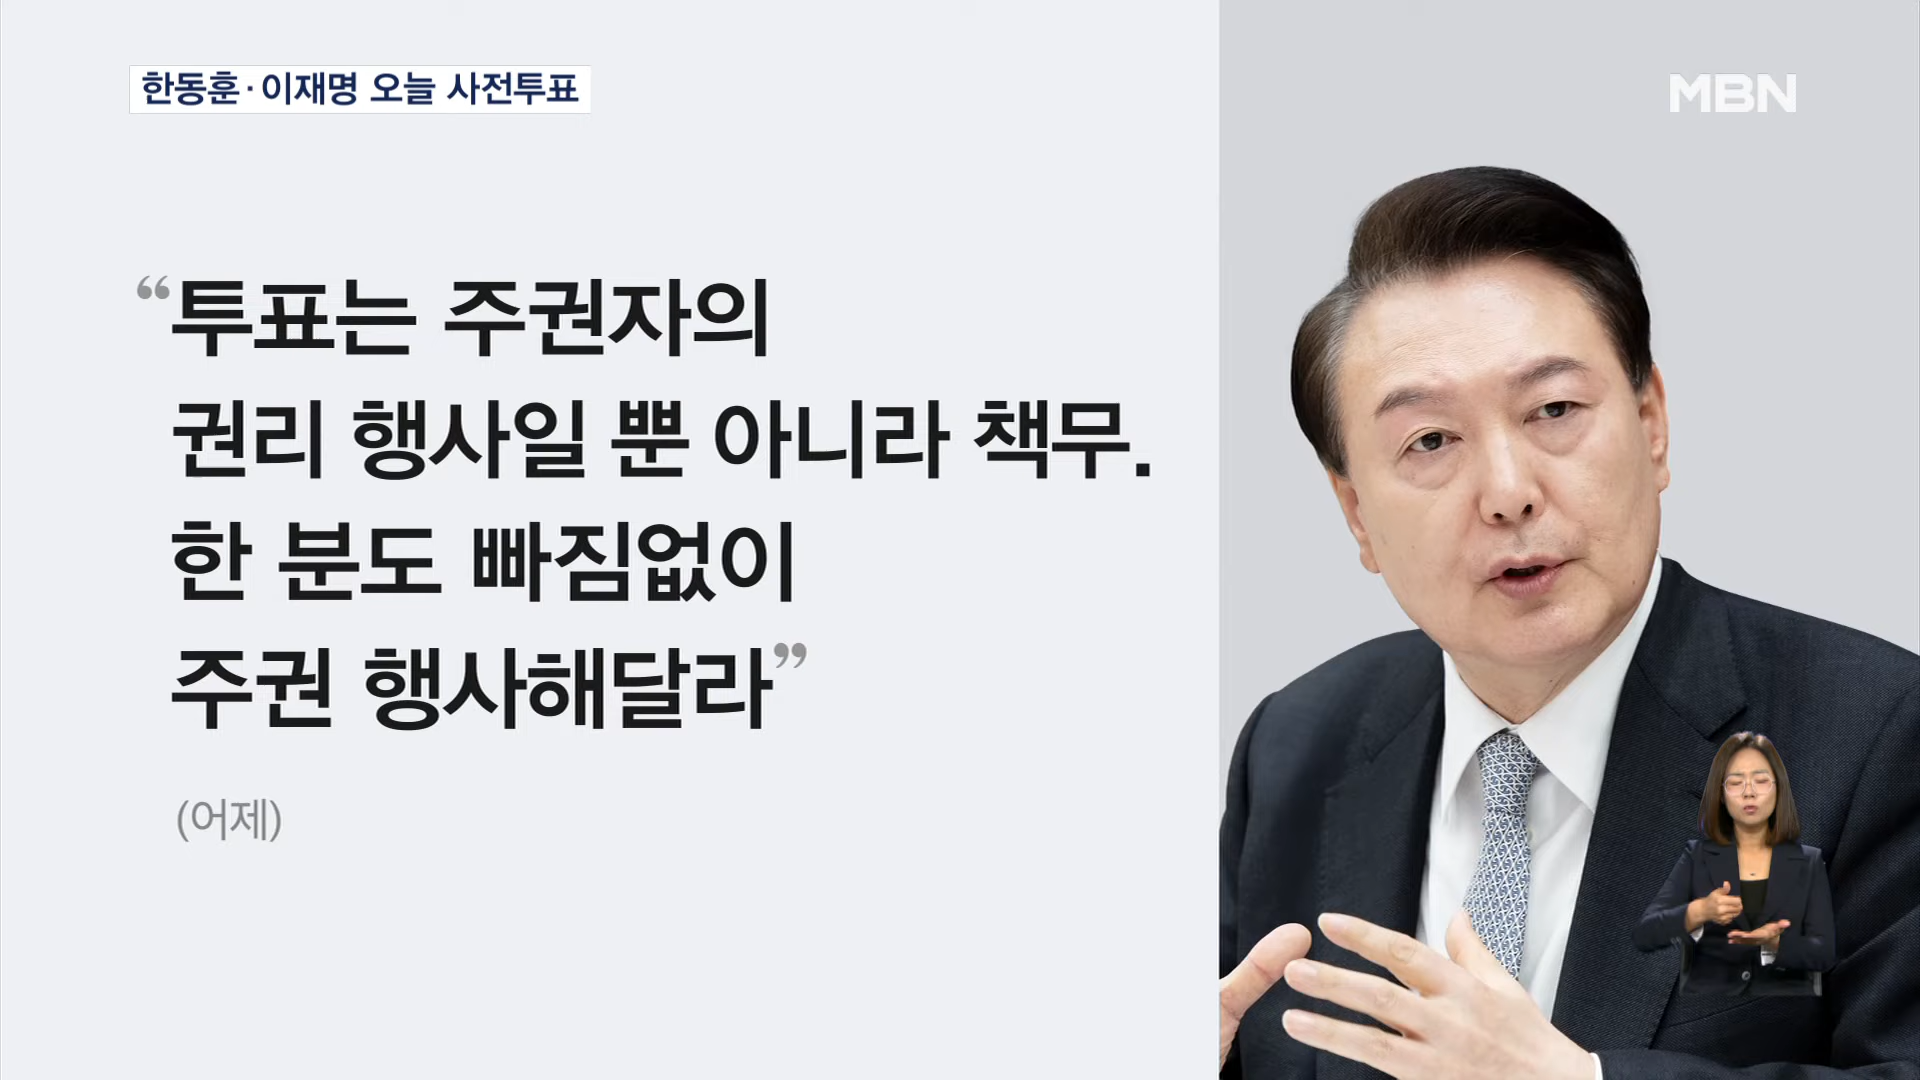 한동훈·이재명 오늘 사전투표
MBN
“투표는 주권자의
권리 행사일 뿐 아니라 책무.
한 분도 빠짐없이
주권 행사해달라”
(어제)